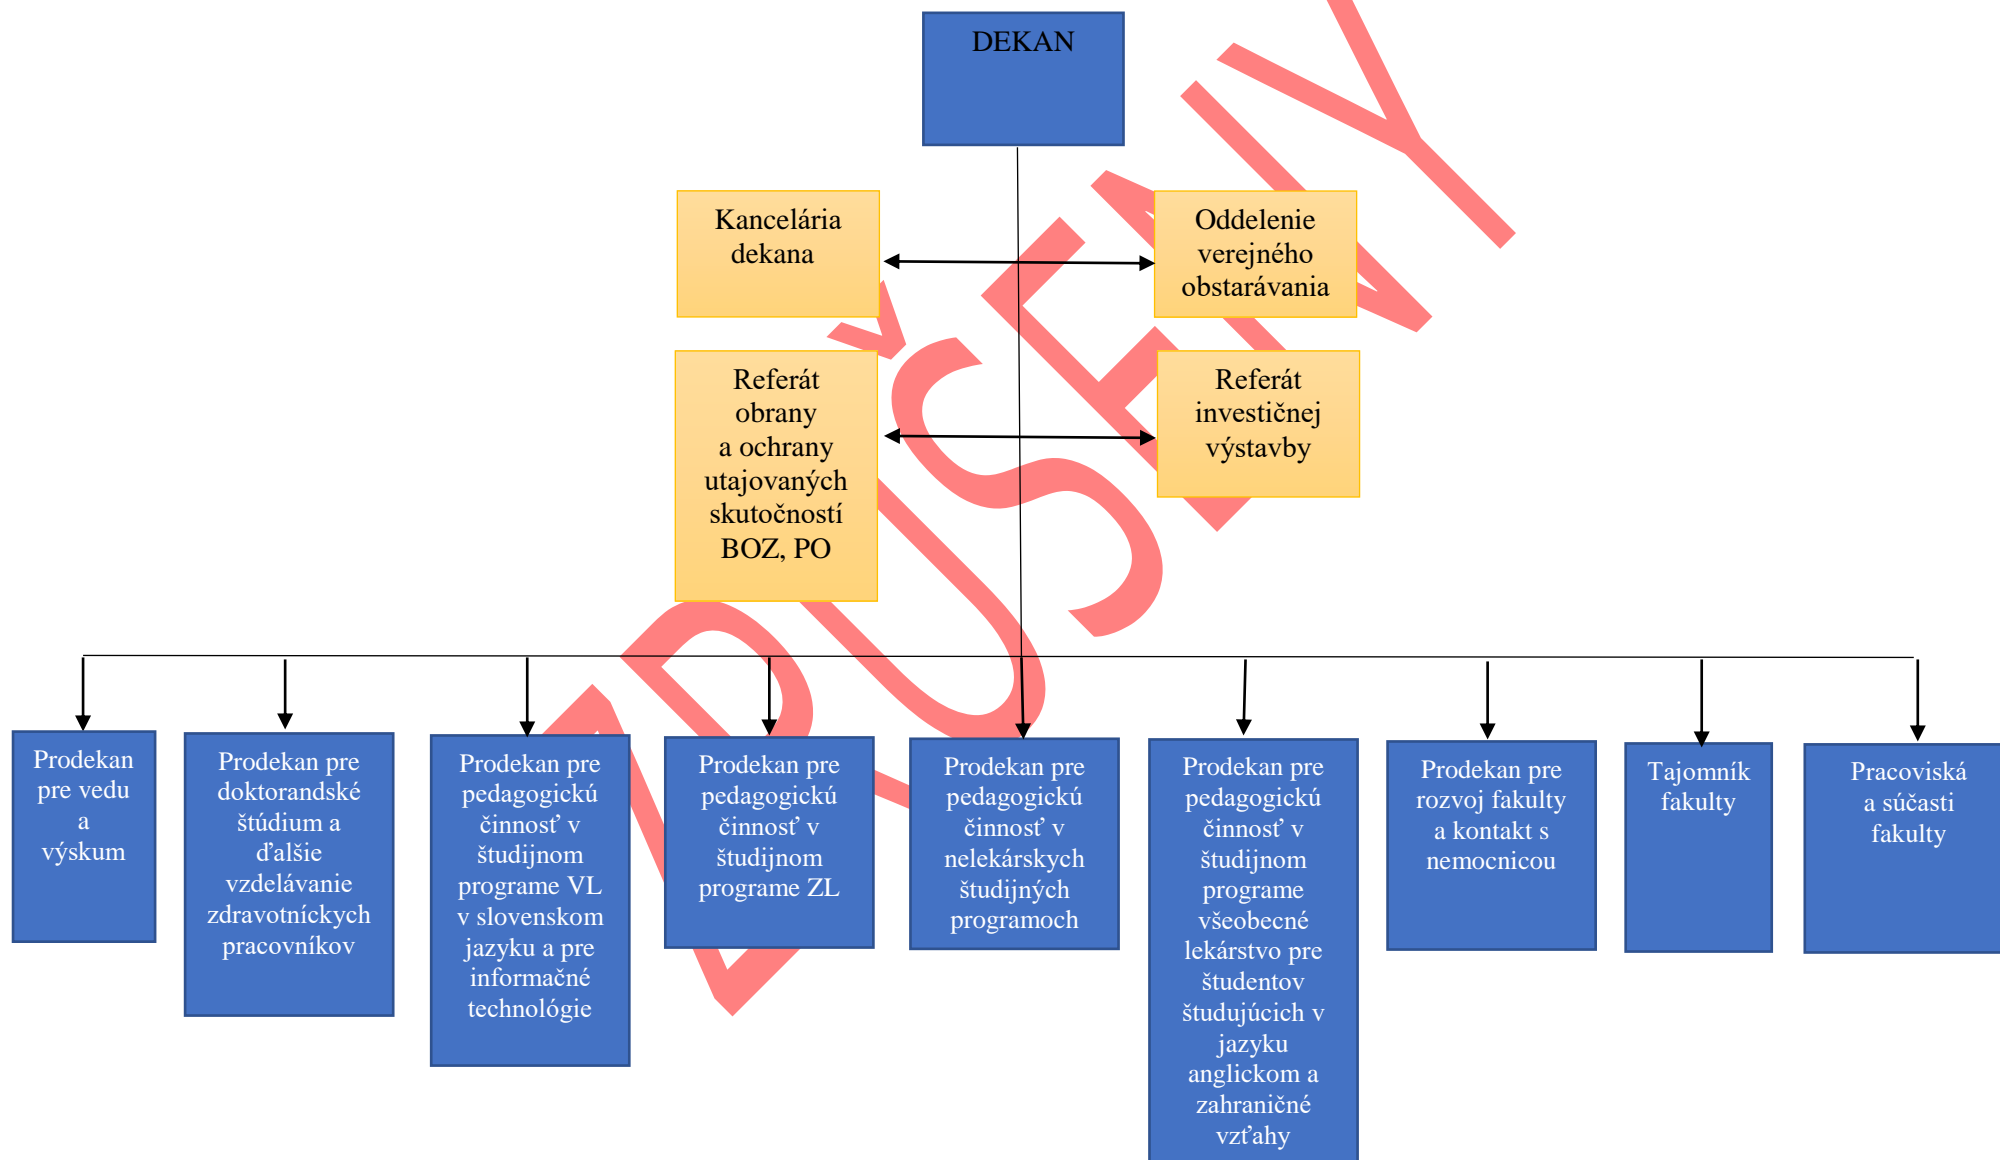 DEKAN
Kancelária
dekana
Oddelenie
verejného
obstarávania
Referát
obrany
a ochrany
utajovaných
skutočností
BOZ, PO
Referát
investičnej
výstavby
Prodekan
pre vedu
a
výskum
Prodekan pre
doktorandské
štúdium a
ďalšie
vzdelávanie
zdravotníckych
pracovníkov
Prodekan pre
pedagogickú
činnosť v
študijnom
programe VL
v slovenskom
jazyku a pre
informačné
technológie
Prodekan pre
pedagogickú
činnosť v
študijnom
programe ZL
Prodekan pre
pedagogickú
činnosť v
nelekárskych
študijných
programoch
Prodekan pre
pedagogickú
činnosť v
študijnom
programe
všeobecné
lekárstvo pre
študentov
študujúcich v
jazyku
anglickom a
zahraničné
vzťahy
Prodekan pre
rozvoj fakulty
a kontakt s
nemocnicou
Tajomník
fakulty
Pracoviská
a súčasti
fakulty
ZRUŠENÝ